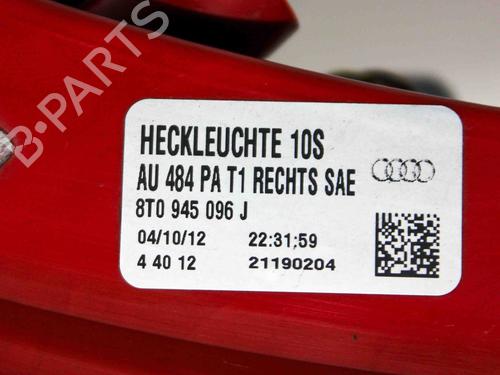 B-PARTS
HECKLEUCHTE 10S
AU 484 PA T1 RECHTS SAE
8T0 945 096 J
04/10/12 22:31:59
4 40 12 21190204